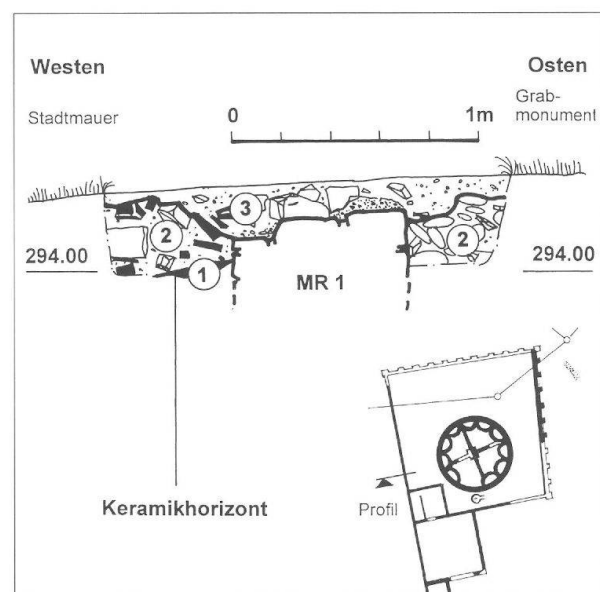 Westen
Osten
Stadtmauer
Grab-
monument
0
1m
3
2
2
294.00
294.00
1
MR 1
Keramikhorizont
Profil